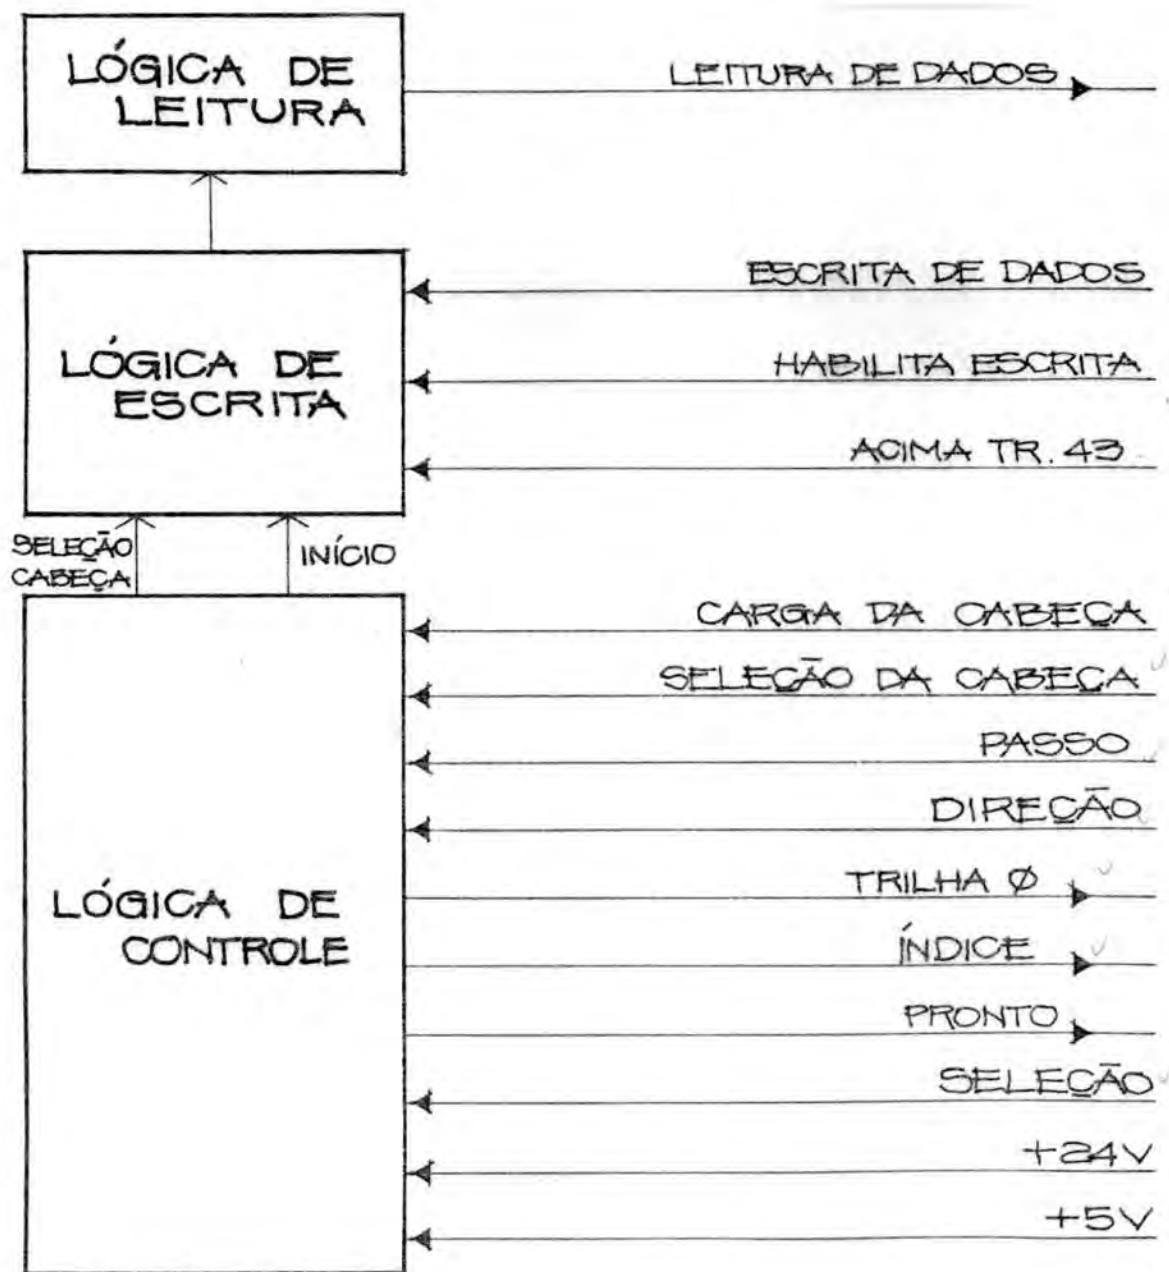 LÓGICA DE
LEITURA
LEITURA DE DADOS
LÓGICA DE
ESCRITA
ESCRITA DE DADOS
HABILITA ESCRITA
ACIMA TR. 43
SELEÇÃO
CABEÇA
INÍCIO
LÓGICA DE
CONTROLE
CARGA DA CABEÇA
SELEÇÃO DA CABEÇA
PASSO
DIREÇÃO
TRILHA Ø
ÍNDICE
PRONTO
SELEÇÃO
+24V
+5V